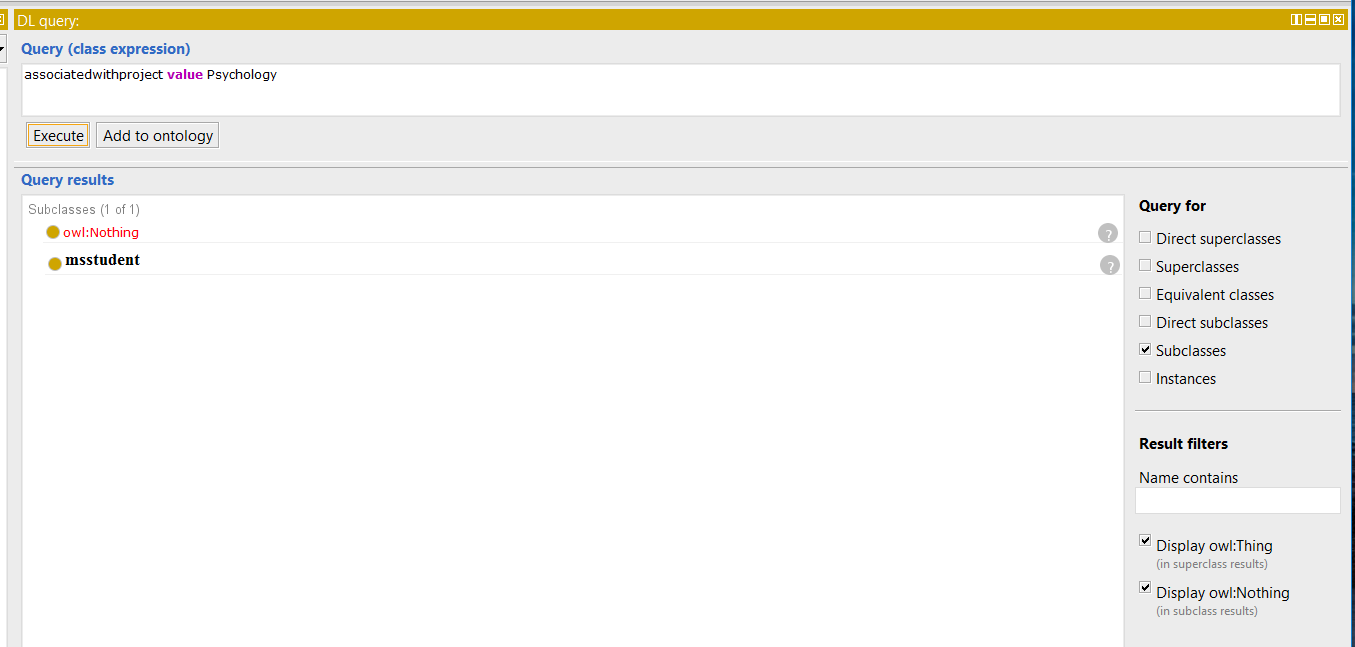 DL query:
Query (class expression)
associatedwithproject value Psychology
Execute Add to ontology
Query results
Subclasses (1 of 1)
owl:Nothing ?
msstudent ?
Query for
Direct superclasses
Superclasses
Equivalent classes
Direct subclasses
Subclasses
Instances
Result filters
Name contains
Display owl:Thing
(in superclass results)
Display owl:Nothing
(in subclass results)